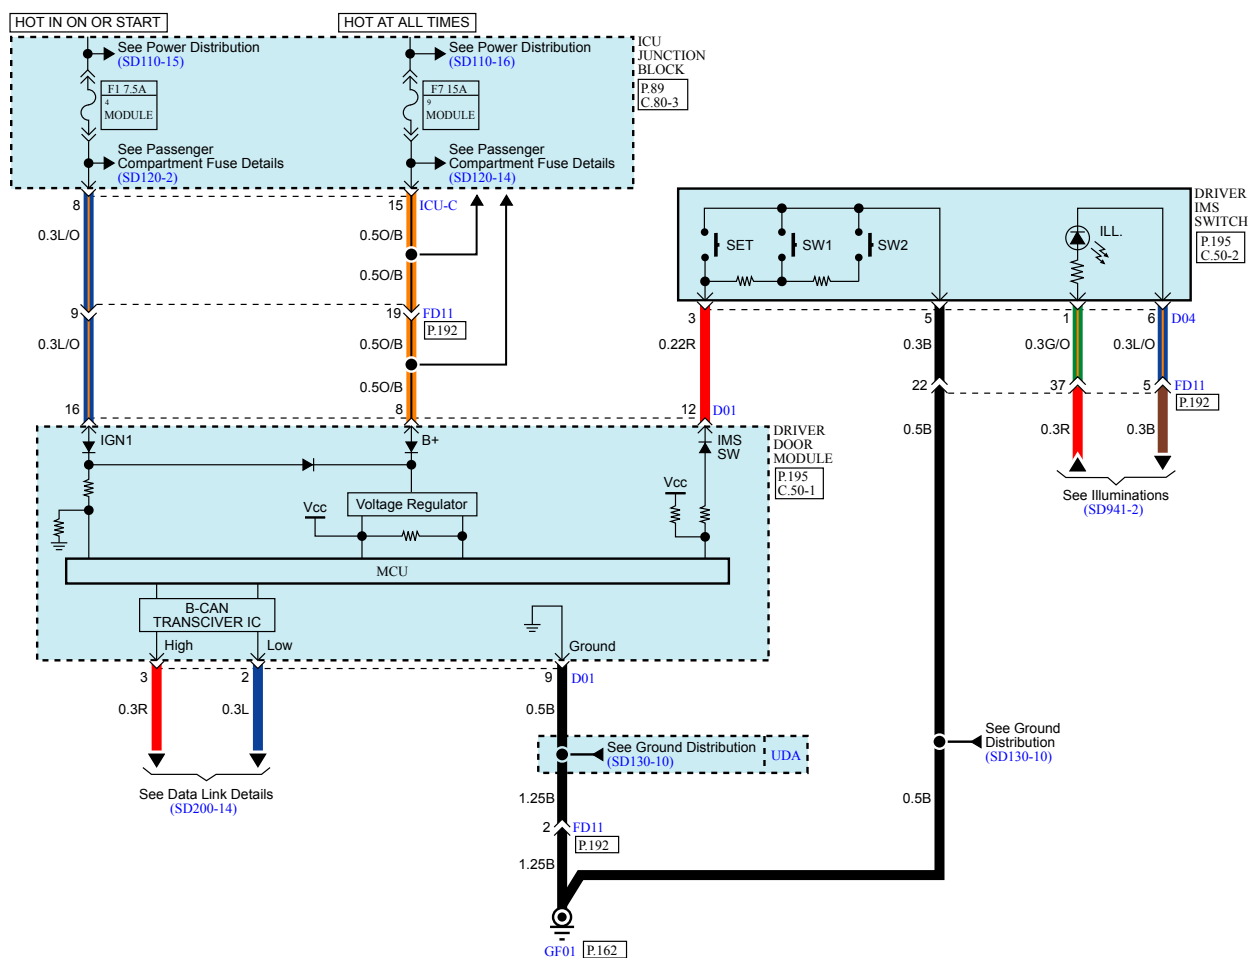 HOT IN ON OR START
HOT AT ALL TIMES
See Power Distribution
(SD110-15)
See Power Distribution
(SD110-16)
ICU
JUNCTION
BLOCK
P.89
C.80-3
F1 7.5A
4
MODULE
F7 15A
9
MODULE
See Passenger
Compartment Fuse Details
(SD120-2)
See Passenger
Compartment Fuse Details
(SD120-14)
8
15
ICU-C
0.3L/O
0.5O/B
0.5O/B
9
19
FD11
P.192
0.3L/O
0.5O/B
0.5O/B
16
8
12
D01
DRIVER
IMS
SWITCH
P.195
C.50-2
SET
SW1
SW2
ILL.
3
5
1
6
D04
0.22R
0.3B
0.3G/O
0.3L/O
22
37
5
FD11
P.192
0.5B
0.3R
0.3B
See Illuminations
(SD941-2)
IGN1
B+
IMS
SW
DRIVER
DOOR
MODULE
P.195
C.50-1
Vcc
Voltage Regulator
Vcc
MCU
B-CAN
TRANSCIVER IC
High
Low
Ground
3
2
9
D01
0.3R
0.3L
0.5B
See Data Link Details
(SD200-14)
See Ground Distribution
(SD130-10)
UDA
See Ground
Distribution
(SD130-10)
1.25B
0.5B
2
FD11
P.192
1.25B
GF01
P.162